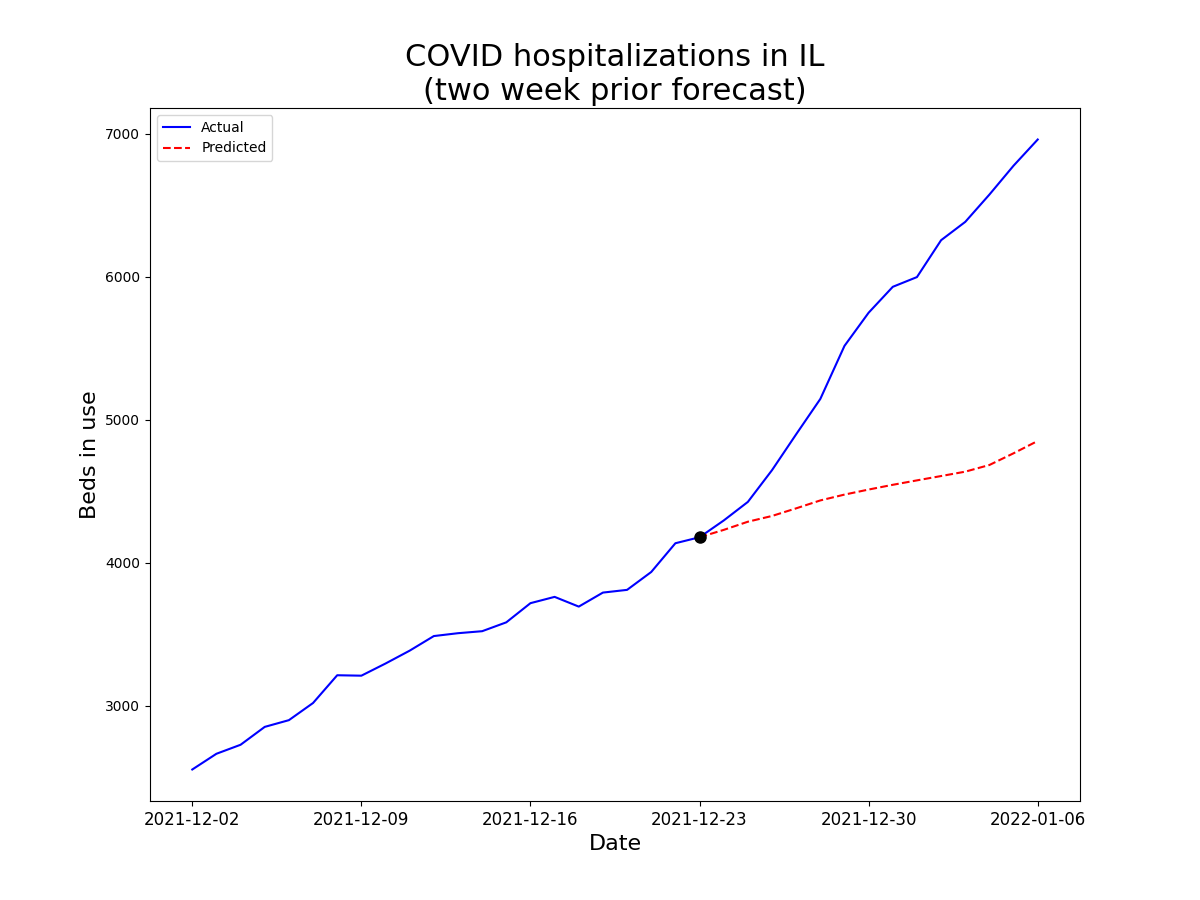 COVID hospitalizations in IL
(two week prior forecast)
Actual
Predicted
7000
6000
5000
4000
3000
Beds in use
2021-12-02
2021-12-09
2021-12-16
2021-12-23
2021-12-30
2022-01-06
Date